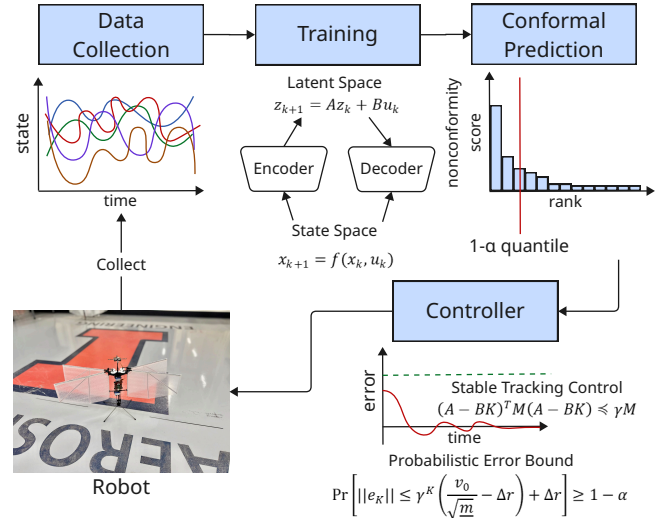 Data
Collection
Training
Conformal
Prediction
state
time
Latent Space
z_{k+1} = Az_k + Bu_k
Encoder
Decoder
State Space
x_{k+1} = f(x_k, u_k)
nonconformity
score
rank
1-α quantile
Collect
Controller
ENGINEERING
AEROS
Robot
error
time
Stable Tracking Control
(A − BK)^T M(A − BK) ≼ γM
Probabilistic Error Bound
Pr[||e_K|| ≤ γ^K (v_0/√m − Δr) + Δr] ≥ 1 − α